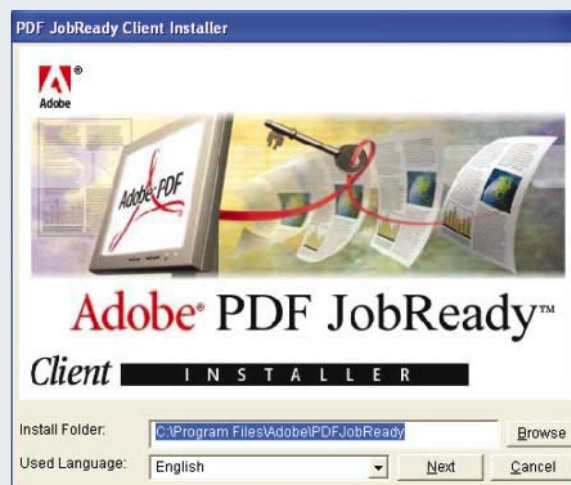 PDF JobReady Client Installer
®
Adobe
Adobe PDF
Adobe® PDF JobReady™
Client INSTALLER
Install Folder: C:\Program Files\Adobe\PDFJobReady Browse
Used Language: English Next Cancel